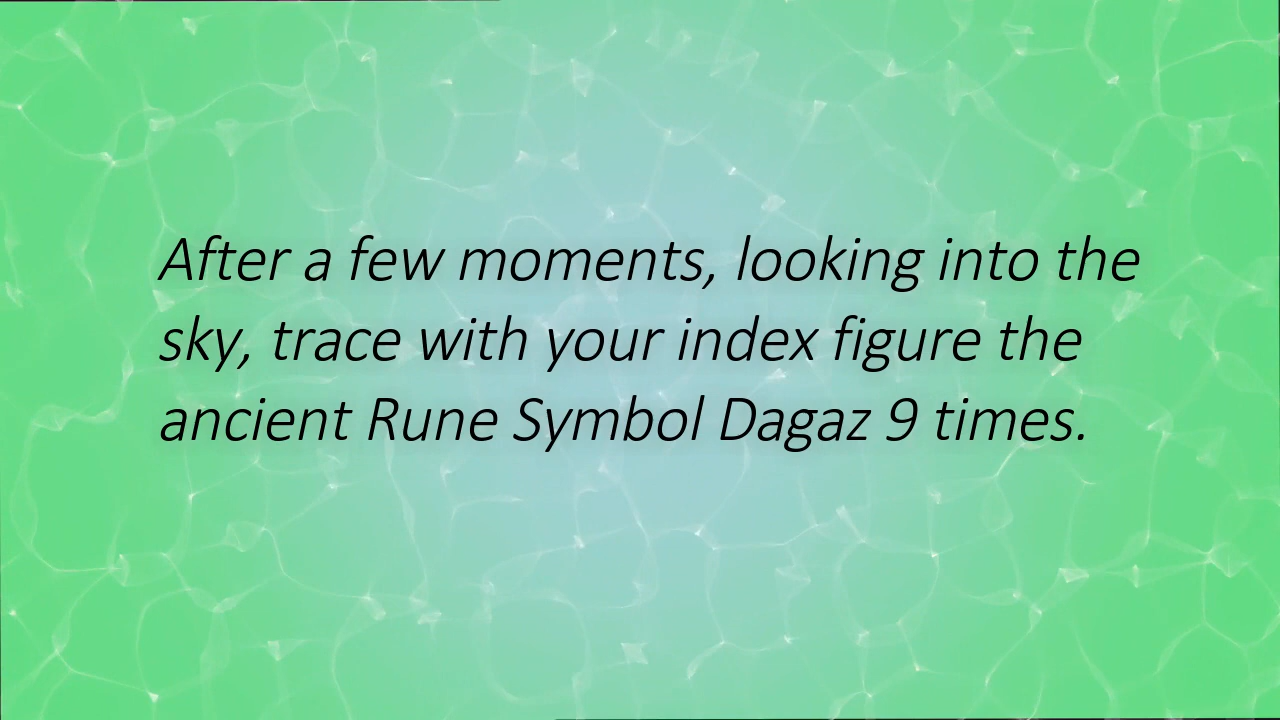 After a few moments, looking into the
sky, trace with your index figure the
ancient Rune Symbol Dagaz 9 times.